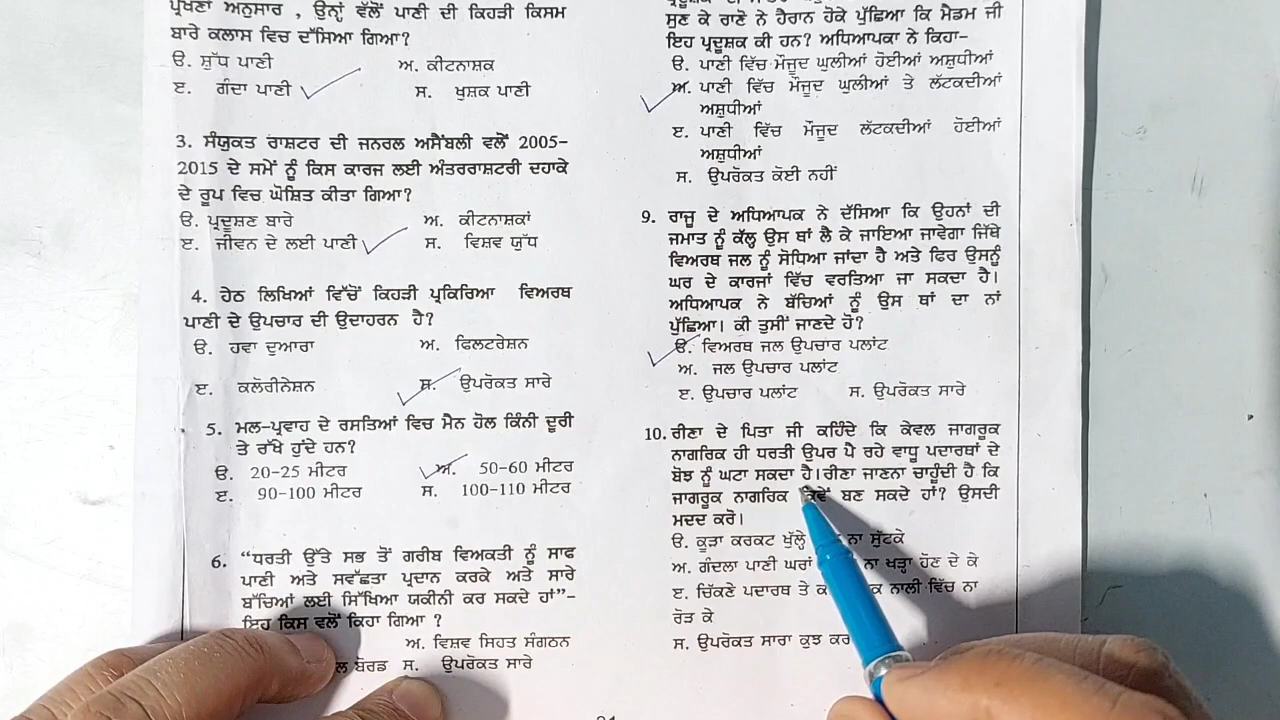 ਪ੍ਰੇਖਣਾਂ ਅਨੁਸਾਰ , ਉਨ੍ਹਾਂ ਵੱਲੋਂ ਪਾਣੀ ਦੀ ਕਿਹੜੀ ਕਿਸਮ
ਬਾਰੇ ਕਲਾਸ ਵਿਚ ਦੱਸਿਆ ਗਿਆ?
ੳ. ਸ਼ੁੱਧ ਪਾਣੀ ਅ. ਕੀਟਨਾਸ਼ਕ
ੲ. ਗੰਦਾ ਪਾਣੀ ਸ. ਖੁਸ਼ਕ ਪਾਣੀ
3. ਸੰਯੁਕਤ ਰਾਸ਼ਟਰ ਦੀ ਜਨਰਲ ਅਸੈਂਬਲੀ ਵਲੋਂ 2005-
2015 ਦੇ ਸਮੇਂ ਨੂੰ ਕਿਸ ਕਾਰਜ ਲਈ ਅੰਤਰਰਾਸ਼ਟਰੀ ਦਹਾਕੇ
ਦੇ ਰੂਪ ਵਿਚ ਘੋਸ਼ਿਤ ਕੀਤਾ ਗਿਆ?
ੳ. ਪ੍ਰਦੂਸ਼ਣ ਬਾਰੇ ਅ. ਕੀਟਨਾਸ਼ਕਾਂ
ੲ. ਜੀਵਨ ਦੇ ਲਈ ਪਾਣੀ ਸ. ਵਿਸ਼ਵ ਯੁੱਧ
4. ਹੇਠ ਲਿਖਿਆਂ ਵਿੱਚੋਂ ਕਿਹੜੀ ਪ੍ਰਕਿਰਿਆ ਵਿਅਰਥ
ਪਾਣੀ ਦੇ ਉਪਚਾਰ ਦੀ ਉਦਾਹਰਨ ਹੈ?
ੳ. ਹਵਾ ਦੁਆਰਾ ਅ. ਫਿਲਟਰੇਸ਼ਨ
ੲ. ਕਲੋਰੀਨੇਸ਼ਨ ਸ. ਉਪਰੋਕਤ ਸਾਰੇ
5. ਮਲ-ਪ੍ਰਵਾਹ ਦੇ ਰਸਤਿਆਂ ਵਿਚ ਮੈਨ ਹੋਲ ਕਿੰਨੀ ਦੂਰੀ
ਤੇ ਰੱਖੇ ਹੁੰਦੇ ਹਨ?
ੳ. 20-25 ਮੀਟਰ ਅ. 50-60 ਮੀਟਰ
ੲ. 90-100 ਮੀਟਰ ਸ. 100-110 ਮੀਟਰ
6. “ਧਰਤੀ ਉੱਤੇ ਸਭ ਤੋਂ ਗਰੀਬ ਵਿਅਕਤੀ ਨੂੰ ਸਾਫ
ਪਾਣੀ ਅਤੇ ਸਵੱਛਤਾ ਪ੍ਰਦਾਨ ਕਰਕੇ ਅਤੇ ਸਾਰੇ
ਬੱਚਿਆਂ ਲਈ ਸਿੱਖਿਆ ਯਕੀਨੀ ਕਰ ਸਕਦੇ ਹਾਂ”-
ਇਹ ਕਿਸ ਵਲੋਂ ਕਿਹਾ ਗਿਆ ?
ਅ. ਵਿਸ਼ਵ ਸਿਹਤ ਸੰਗਠਨ
ਬੋਰਡ ਸ. ਉਪਰੋਕਤ ਸਾਰੇ
ਸੁਣ ਕੇ ਰਾਣੋ ਨੇ ਹੈਰਾਨ ਹੋਕੇ ਪੁੱਛਿਆ ਕਿ ਮੈਡਮ ਜੀ
ਇਹ ਪ੍ਰਦੂਸ਼ਕ ਕੀ ਹਨ? ਅਧਿਆਪਕਾ ਨੇ ਕਿਹਾ-
ੳ. ਪਾਣੀ ਵਿੱਚ ਮੌਜੂਦ ਘੁਲੀਆਂ ਹੋਈਆਂ ਅਸ਼ੁਧੀਆਂ
ਅ. ਪਾਣੀ ਵਿੱਚ ਮੌਜੂਦ ਘੁਲੀਆਂ ਤੇ ਲੱਟਕਦੀਆਂ
ਅਸ਼ੁਧੀਆਂ
ੲ. ਪਾਣੀ ਵਿੱਚ ਮੌਜੂਦ ਲੱਟਕਦੀਆਂ ਹੋਈਆਂ
ਅਸ਼ੁਧੀਆਂ
ਸ. ਉਪਰੋਕਤ ਕੋਈ ਨਹੀਂ
9. ਰਾਜੂ ਦੇ ਅਧਿਆਪਕ ਨੇ ਦੱਸਿਆ ਕਿ ਉਹਨਾਂ ਦੀ
ਜਮਾਤ ਨੂੰ ਕੱਲ੍ਹ ਉਸ ਥਾਂ ਲੈ ਕੇ ਜਾਇਆ ਜਾਵੇਗਾ ਜਿੱਥੇ
ਵਿਅਰਥ ਜਲ ਨੂੰ ਸੋਧਿਆ ਜਾਂਦਾ ਹੈ ਅਤੇ ਫਿਰ ਉਸਨੂੰ
ਘਰ ਦੇ ਕਾਰਜਾਂ ਵਿੱਚ ਵਰਤਿਆ ਜਾ ਸਕਦਾ ਹੈ।
ਅਧਿਆਪਕ ਨੇ ਬੱਚਿਆਂ ਨੂੰ ਉਸ ਥਾਂ ਦਾ ਨਾਂ
ਪੁੱਛਿਆ। ਕੀ ਤੁਸੀਂ ਜਾਣਦੇ ਹੋ?
ੳ. ਵਿਅਰਥ ਜਲ ਉਪਚਾਰ ਪਲਾਂਟ
ਅ. ਜਲ ਉਪਚਾਰ ਪਲਾਂਟ
ੲ. ਉਪਚਾਰ ਪਲਾਂਟ ਸ. ਉਪਰੋਕਤ ਸਾਰੇ
10. ਰੀਣਾ ਦੇ ਪਿਤਾ ਜੀ ਕਹਿੰਦੇ ਕਿ ਕੇਵਲ ਜਾਗਰੂਕ
ਨਾਗਰਿਕ ਹੀ ਧਰਤੀ ਉਪਰ ਪੈ ਰਹੇ ਵਾਧੂ ਪਦਾਰਥਾਂ ਦੇ
ਬੋਝ ਨੂੰ ਘਟਾ ਸਕਦਾ ਹੈ।ਰੀਣਾ ਜਾਣਨਾ ਚਾਹੁੰਦੀ ਹੈ ਕਿ
ਜਾਗਰੂਕ ਨਾਗਰਿਕ ਬਣ ਸਕਦੇ ਹਾਂ? ਉਸਦੀ
ਮਦਦ ਕਰੋ।
ੳ. ਕੂੜਾ ਕਰਕਟ ਖੁੱਲ੍ਹੇ ਨਾ ਸੁੱਟਕੇ
ਅ. ਗੰਦਲਾ ਪਾਣੀ ਘਰਾਂ ਨਾ ਖੜ੍ਹਾ ਹੋਣ ਦੇ ਕੇ
ੲ. ਚਿੱਕਣੇ ਪਦਾਰਥ ਤੇ ਨਾਲੀ ਵਿੱਚ ਨਾ
ਰੋੜ ਕੇ
ਸ. ਉਪਰੋਕਤ ਸਾਰਾ ਕੁਝ ਕਰ